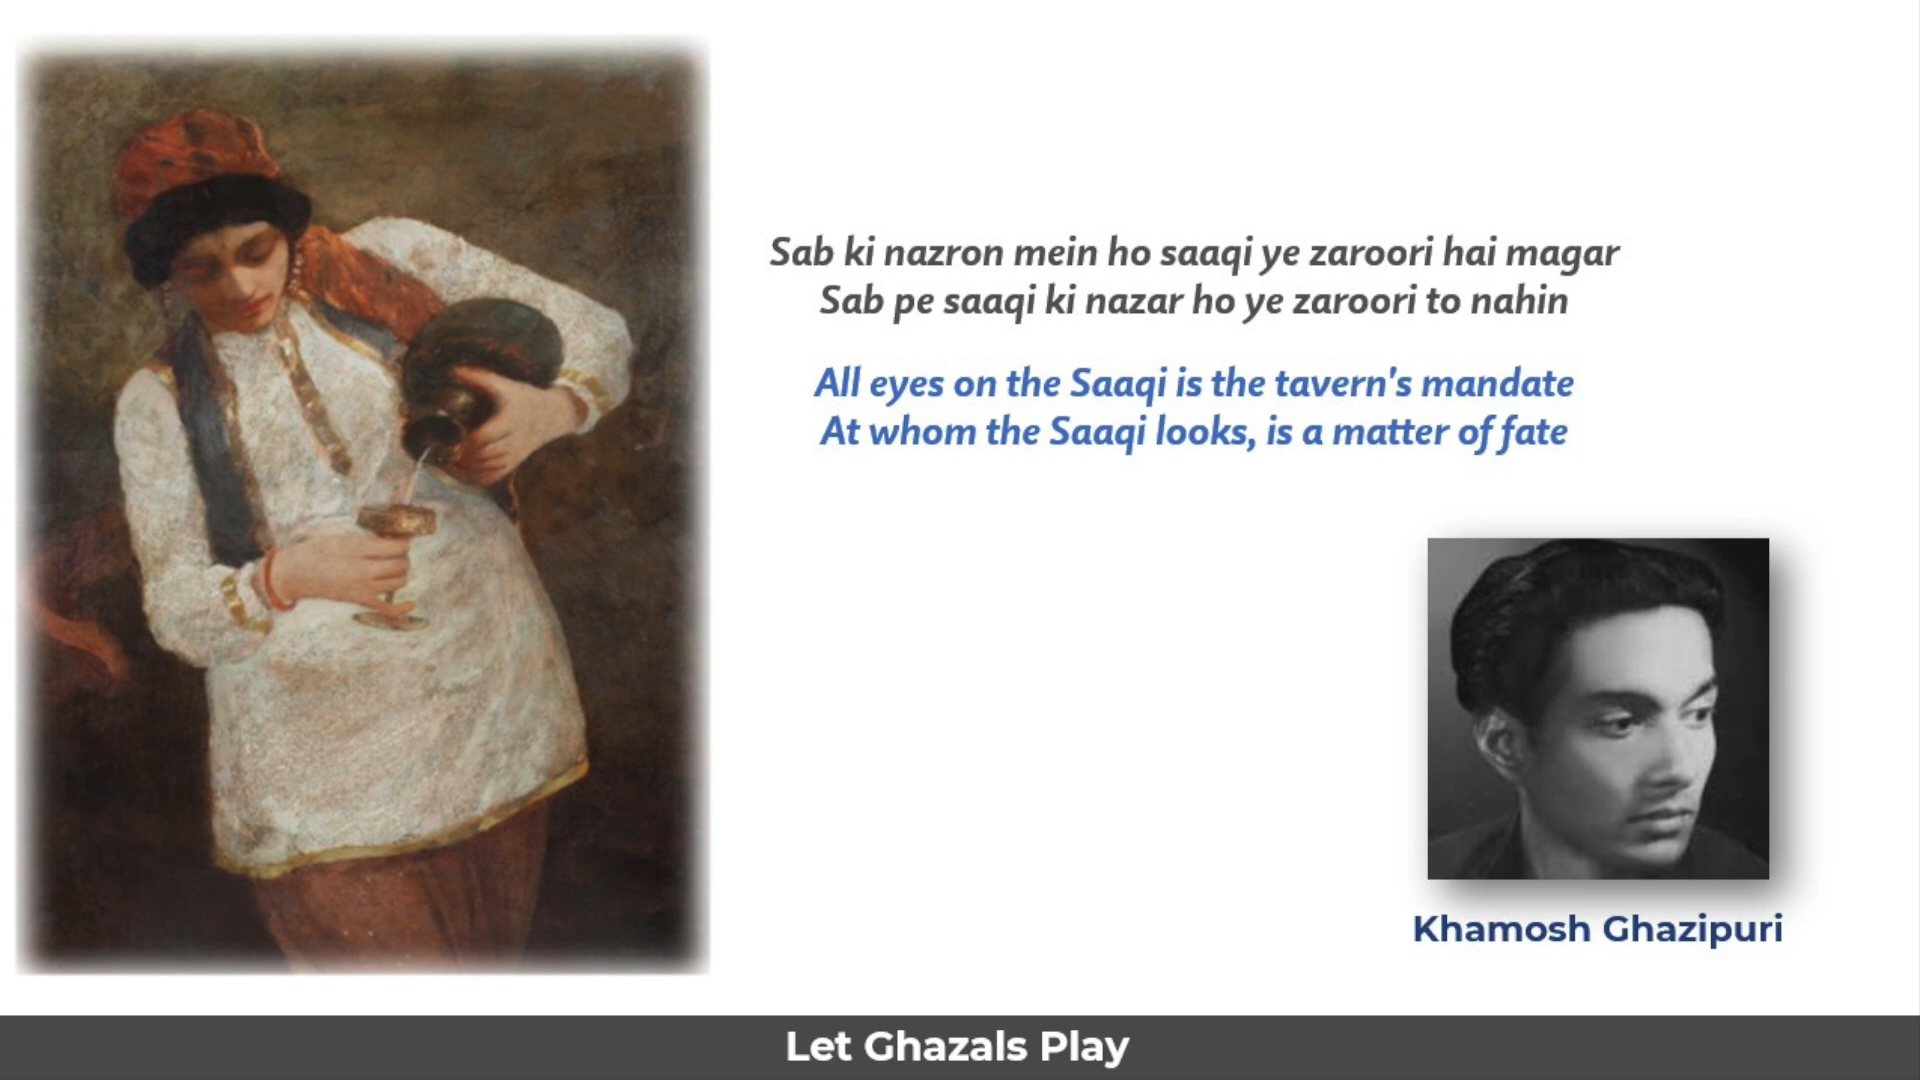 Sab ki nazron mein ho saaqi ye zaroori hai magar
Sab pe saaqi ki nazar ho ye zaroori to nahin
All eyes on the Saaqi is the tavern's mandate
At whom the Saaqi looks, is a matter of fate
Khamosh Ghazipuri
Let Ghazals Play